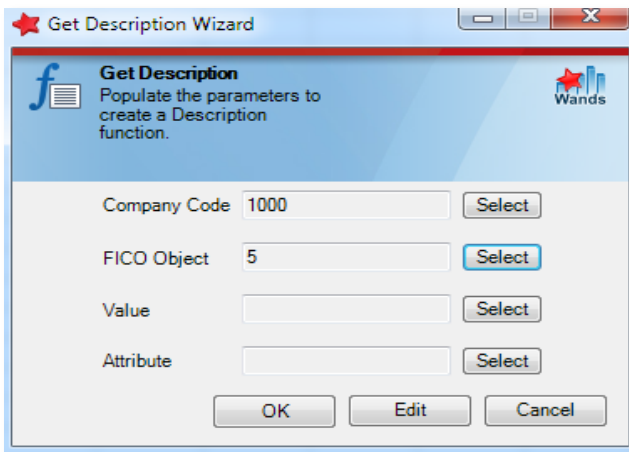 Get Description Wizard
Get Description
Populate the parameters to
create a Description
function.
Wands
Company Code 1000 Select
FICO Object 5 Select
Value Select
Attribute Select
OK Edit Cancel